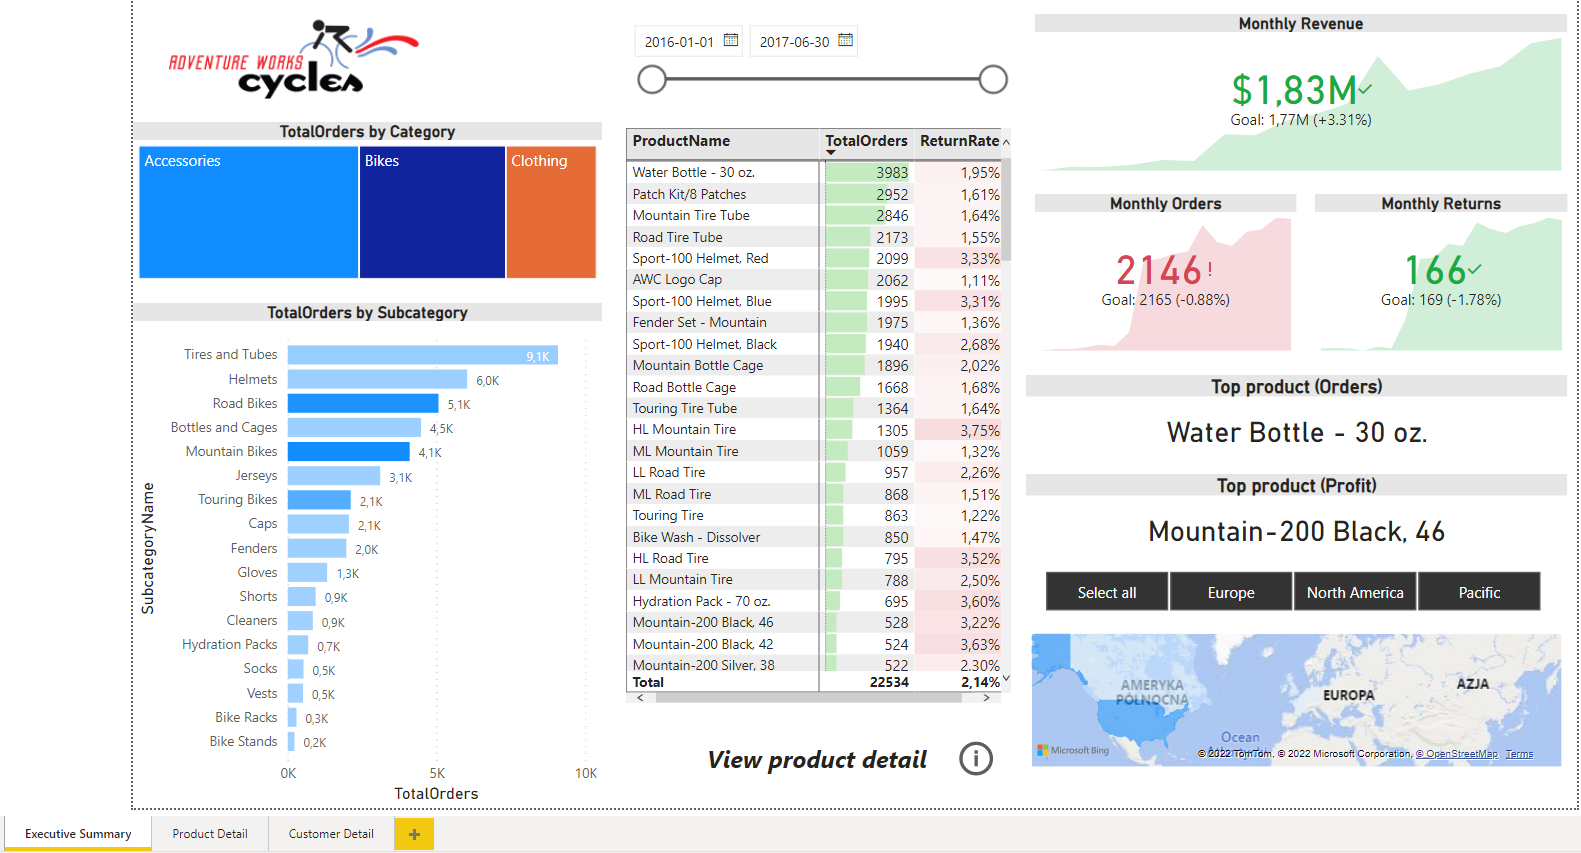 ADVENTURE WORKS
cycles
TotalOrders by Category
Accessories
Bikes
Clothing
TotalOrders by Subcategory
SubcategoryName
Tires and Tubes 9,1K
Helmets 6,0K
Road Bikes 5,1K
Bottles and Cages 4,5K
Mountain Bikes 4,1K
Jerseys 3,1K
Touring Bikes 2,1K
Caps 2,1K
Fenders 2,0K
Gloves 1,3K
Shorts 0,9K
Cleaners 0,9K
Hydration Packs 0,7K
Socks 0,5K
Vests 0,5K
Bike Racks 0,3K
Bike Stands 0,2K
0K 5K 10K
TotalOrders
2016-01-01 2017-06-30
ProductName TotalOrders ReturnRate
Water Bottle - 30 oz. 3983 1,95%
Patch Kit/8 Patches 2952 1,61%
Mountain Tire Tube 2846 1,64%
Road Tire Tube 2173 1,55%
Sport-100 Helmet, Red 2099 3,33%
AWC Logo Cap 2062 1,11%
Sport-100 Helmet, Blue 1995 3,31%
Fender Set - Mountain 1975 1,36%
Sport-100 Helmet, Black 1940 2,68%
Mountain Bottle Cage 1896 2,02%
Road Bottle Cage 1668 1,68%
Touring Tire Tube 1364 1,64%
HL Mountain Tire 1305 3,75%
ML Mountain Tire 1059 1,32%
LL Road Tire 957 2,26%
ML Road Tire 868 1,51%
Touring Tire 863 1,22%
Bike Wash - Dissolver 850 1,47%
HL Road Tire 795 3,52%
LL Mountain Tire 788 2,50%
Hydration Pack - 70 oz. 695 3,60%
Mountain-200 Black, 46 528 3,22%
Mountain-200 Black, 42 524 3,63%
Mountain-200 Silver, 38 522 2,30%
Total 22534 2,14%
View product detail
Monthly Revenue
$1,83M
Goal: 1,77M (+3.31%)
Monthly Orders
2146!
Goal: 2165 (-0.88%)
Monthly Returns
166
Goal: 169 (-1.78%)
Top product (Orders)
Water Bottle - 30 oz.
Top product (Profit)
Mountain-200 Black, 46
Select all Europe North America Pacific
AMERYKA
PÓŁNOCNA
EUROPA
AZJA
Ocean
Microsoft Bing
© 2022 TomTom, © 2022 Microsoft Corporation, © OpenStreetMap Terms
Executive Summary Product Detail Customer Detail +